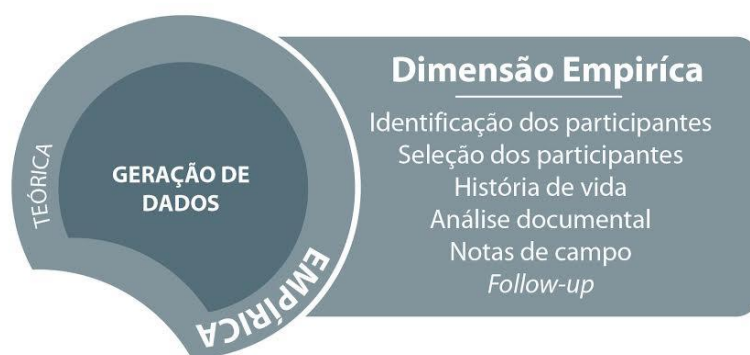 TEÓRICA
GERAÇÃO DE
DADOS
EMPÍRICA
Dimensão Empiríca
Identificação dos participantes
Seleção dos participantes
História de vida
Análise documental
Notas de campo
Follow-up